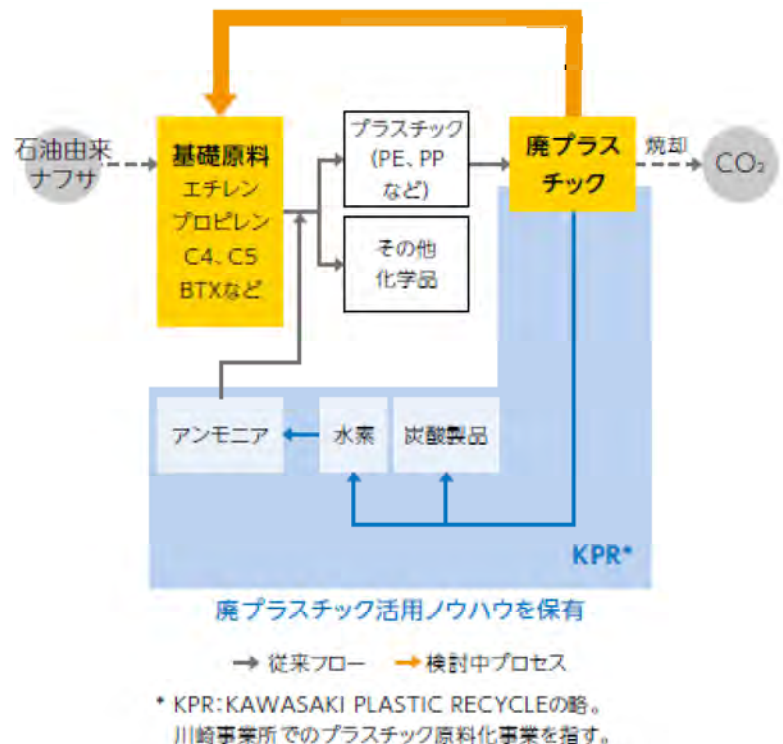 石油由来
ナフサ
基礎原料
エチレン
プロピレン
C4、C5
BTXなど
プラスチック
(PE、PP
など)
その他
化学品
廃プラス
チック
焼却
CO₂
アンモニア
水素
炭酸製品
KPR*
廃プラスチック活用ノウハウを保有
従来フロー 検討中プロセス
* KPR:KAWASAKI PLASTIC RECYCLEの略。
川崎事業所でのプラスチック原料化事業を指す。